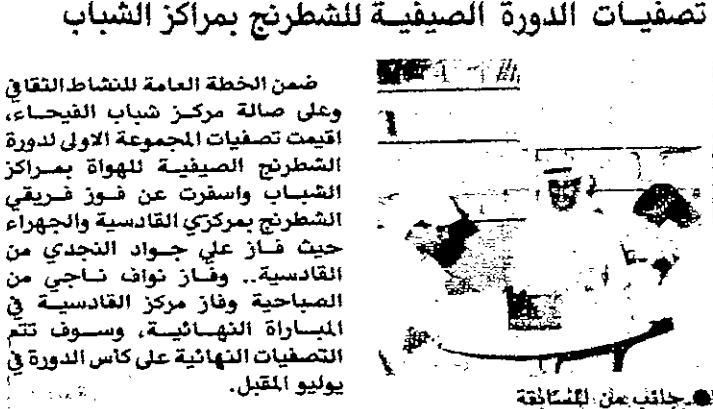 تصفيات الدورة الصيفية للشطرنج بمراكز الشباب
ضمن الخطة العامة للنشاط الثقافي
وعلى صالة مركز شباب الفيحاء،
اقيمت تصفيات المجموعة الاولى لدورة
الشطرنج الصيفية للهواة بمراكز
الشباب واسفرت عن فوز فريقي
الشطرنج بمركزي القادسية والجهراء
حيث فاز علي جواد النجدي من
القادسية.. وفاز نواف ناجي من
الصباحية وفاز مركز القادسية في
المباراة النهائية، وسوف تتم
التصفيات النهائية على كأس الدورة في
يوليو المقبل.
● جانب من المسابقة